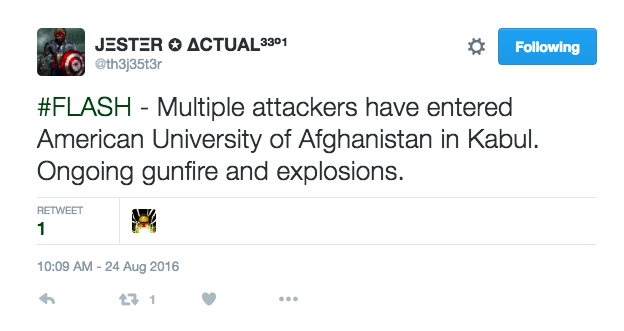 JΞSTΞR ✪ ΔCTUAL³³º¹
@th3j35t3r
Following
#FLASH - Multiple attackers have entered
American University of Afghanistan in Kabul.
Ongoing gunfire and explosions.
RETWEET
1
10:09 AM - 24 Aug 2016
1